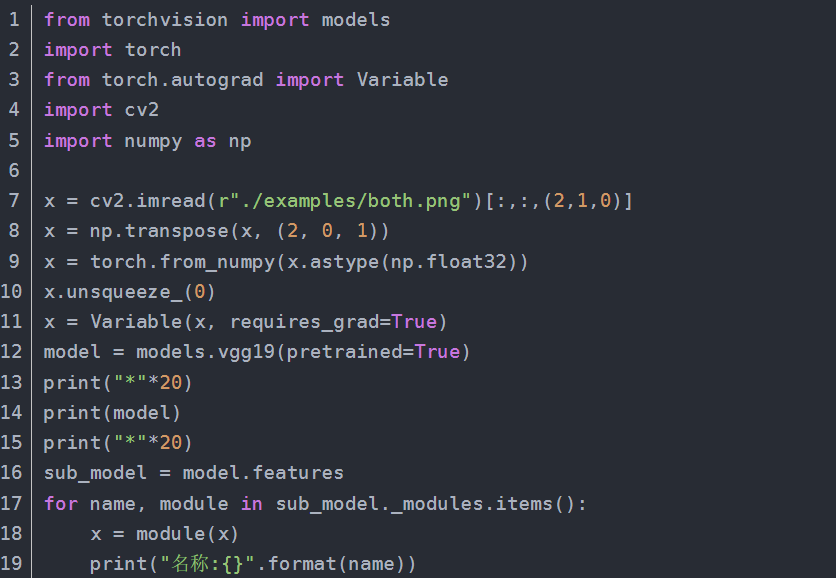 1 from torchvision import models
2 import torch
3 from torch.autograd import Variable
4 import cv2
5 import numpy as np
6
7 x = cv2.imread(r"./examples/both.png")[:,:,(2,1,0)]
8 x = np.transpose(x, (2, 0, 1))
9 x = torch.from_numpy(x.astype(np.float32))
10 x.unsqueeze_(0)
11 x = Variable(x, requires_grad=True)
12 model = models.vgg19(pretrained=True)
13 print("*"*20)
14 print(model)
15 print("*"*20)
16 sub_model = model.features
17 for name, module in sub_model._modules.items():
18     x = module(x)
19     print("名称:{}".format(name))